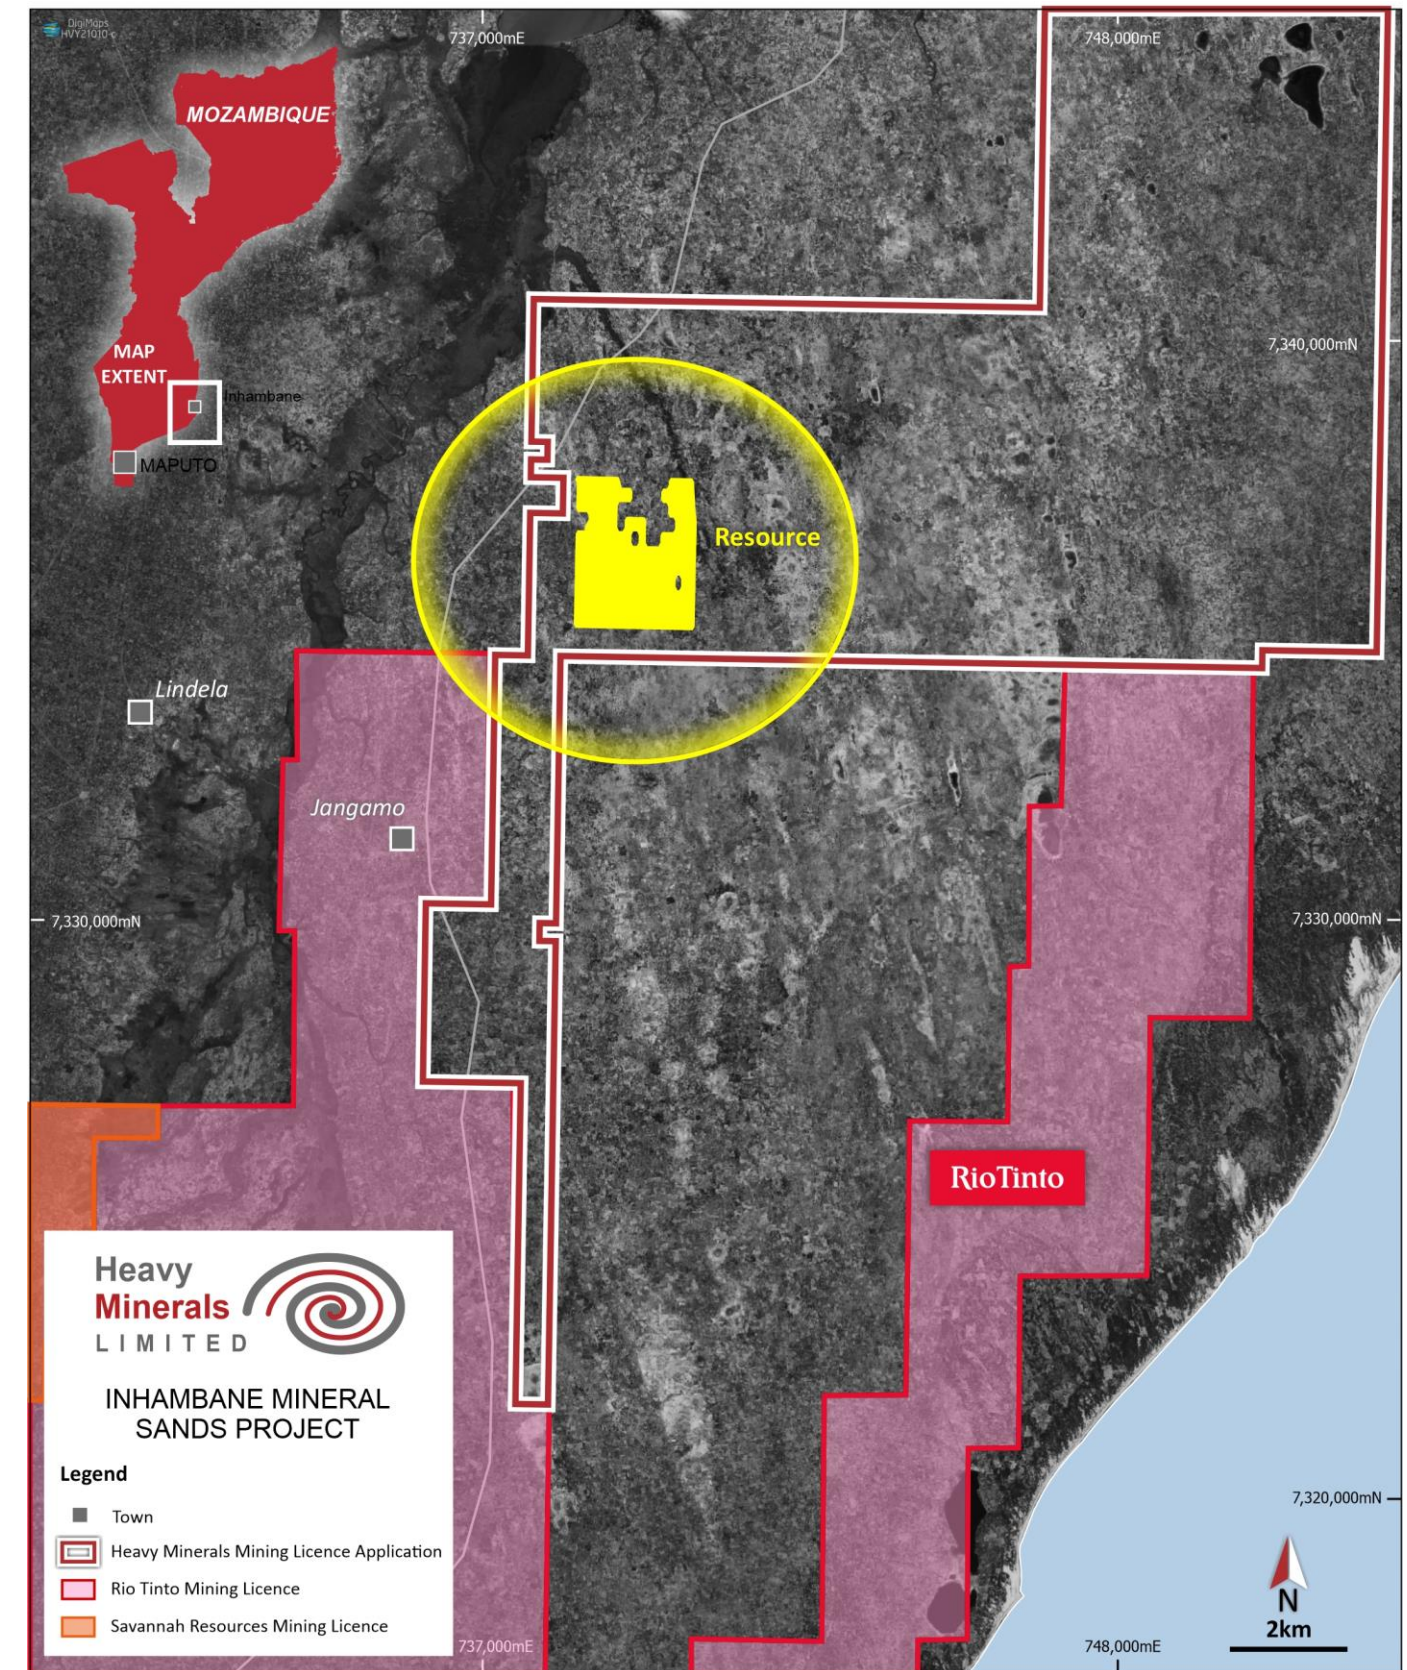 DigiMaps
HVY21010 ©
737,000mE
748,000mE
MOZAMBIQUE
7,340,000mN
MAP
EXTENT
Inhambane
MAPUTO
Resource
Lindela
Jangamo
7,330,000mN
7,330,000mN
RioTinto
Heavy
Minerals
LIMITED
INHAMBANE MINERAL
SANDS PROJECT
Legend
Town
Heavy Minerals Mining Licence Application
Rio Tinto Mining Licence
Savannah Resources Mining Licence
7,320,000mN
N
2km
737,000mE
748,000mE